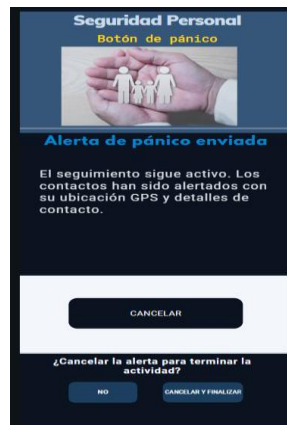 Seguridad Personal
Botón de pánico
Alerta de pánico enviada
El seguimiento sigue activo. Los
contactos han sido alertados con
su ubicación GPS y detalles de
contacto.
CANCELAR
¿Cancelar la alerta para terminar la
actividad?
NO
CANCELAR Y FINALIZAR